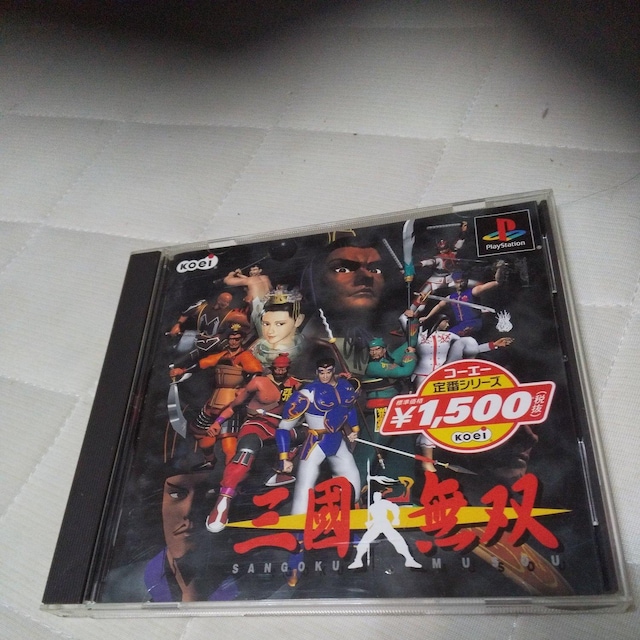 KOEI
PlayStation
コーエー
定番シリーズ
標準価格
¥1,500
(税抜)
KOEI
三國無双
SANGOKU MUSOU